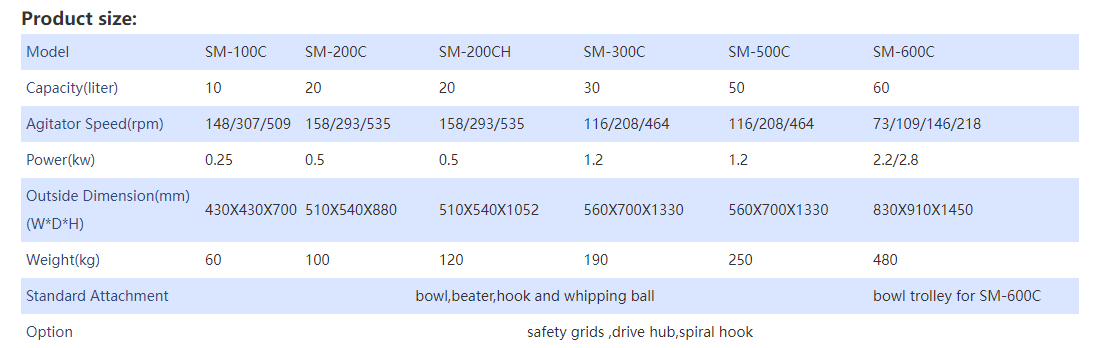 Product size:
Model SM-100C SM-200C SM-200CH SM-300C SM-500C SM-600C
Capacity(liter) 10 20 20 30 50 60
Agitator Speed(rpm) 148/307/509 158/293/535 158/293/535 116/208/464 116/208/464 73/109/146/218
Power(kw) 0.25 0.5 0.5 1.2 1.2 2.2/2.8
Outside Dimension(mm)
(W*D*H) 430X430X700 510X540X880 510X540X1052 560X700X1330 560X700X1330 830X910X1450
Weight(kg) 60 100 120 190 250 480
Standard Attachment bowl,beater,hook and whipping ball bowl trolley for SM-600C
Option safety grids ,drive hub,spiral hook